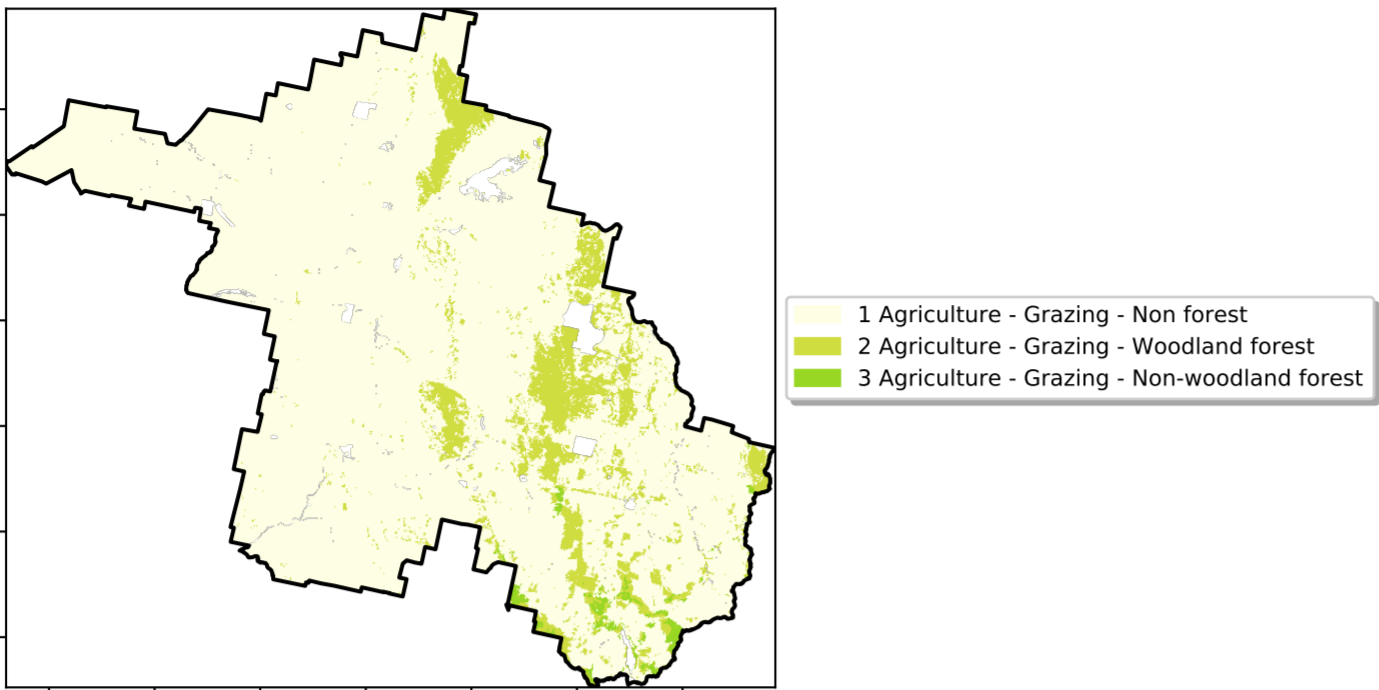 1 Agriculture - Grazing - Non forest
2 Agriculture - Grazing - Woodland forest
3 Agriculture - Grazing - Non-woodland forest